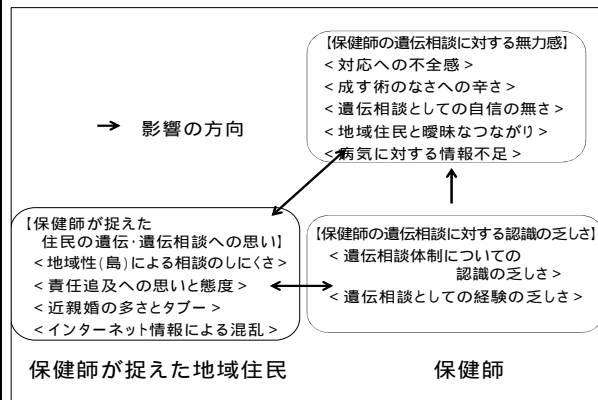 【保健師の遺伝相談に対する無力感】
＜対応への不全感＞
＜成す術のなさへの辛さ＞
＜遺伝相談としての自信の無さ＞
＜地域住民と曖昧なつながり＞
＜病気に対する情報不足＞
→ 影響の方向
【保健師が捉えた
住民の遺伝・遺伝相談への思い】
＜地域性(島)による相談のしにくさ＞
＜責任追及への思いと態度＞
＜近親婚の多さとタブー＞
＜インターネット情報による混乱＞
【保健師の遺伝相談に対する認識の乏しさ】
＜遺伝相談体制についての
認識の乏しさ＞
＜遺伝相談としての経験の乏しさ＞
保健師が捉えた地域住民
保健師